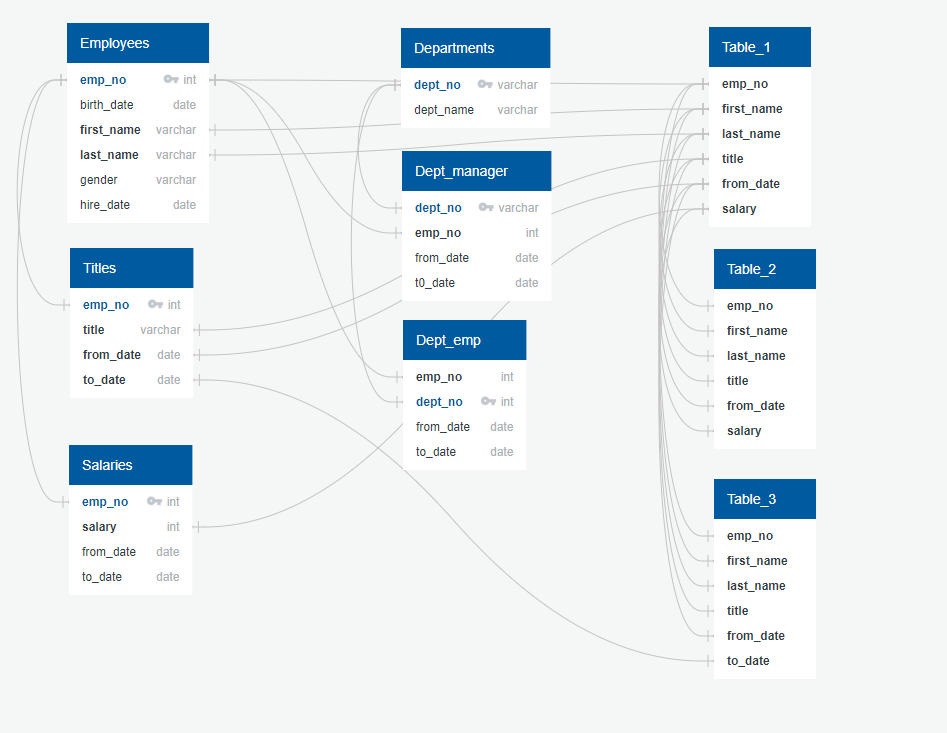 Employees
emp_no int
birth_date date
first_name varchar
last_name varchar
gender varchar
hire_date date
Titles
emp_no int
title varchar
from_date date
to_date date
Salaries
emp_no int
salary int
from_date date
to_date date
Departments
dept_no varchar
dept_name varchar
Dept_manager
dept_no varchar
emp_no int
from_date date
t0_date date
Dept_emp
emp_no int
dept_no int
from_date date
to_date date
Table_1
emp_no
first_name
last_name
title
from_date
salary
Table_2
emp_no
first_name
last_name
title
from_date
salary
Table_3
emp_no
first_name
last_name
title
from_date
to_date